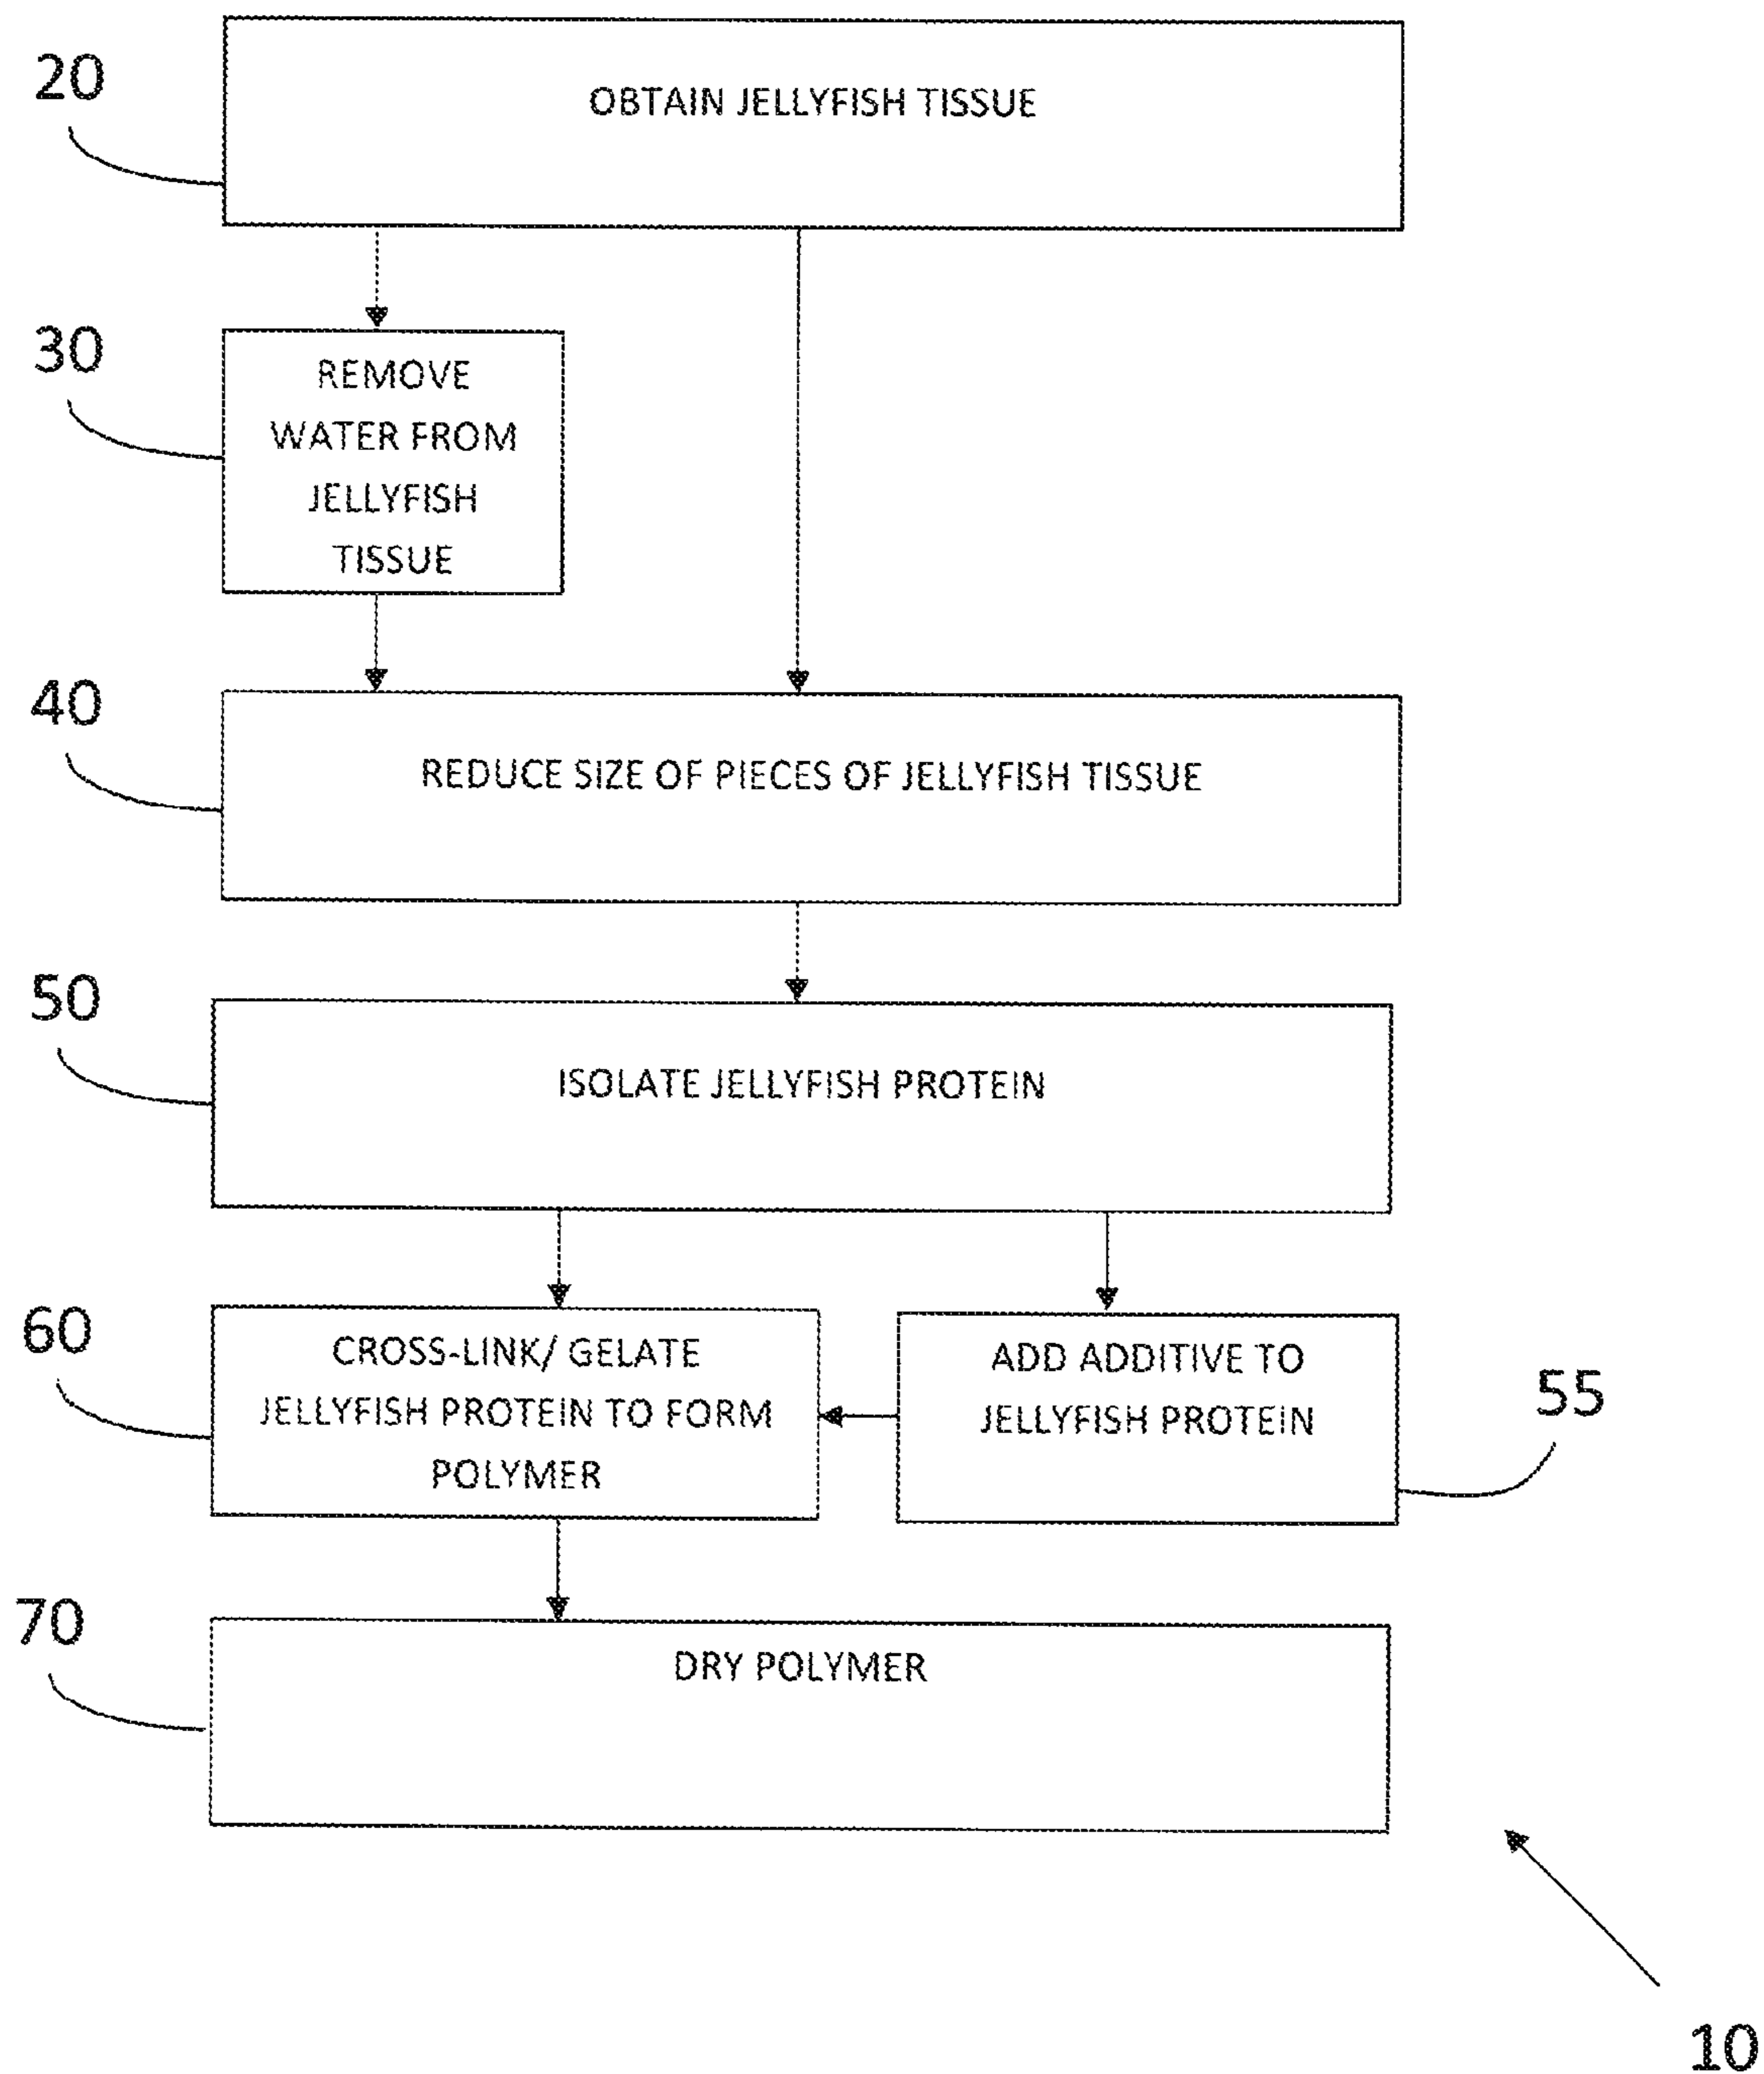 20
OBTAIN JELLYFISH TISSUE
30
REMOVE
WATER FROM
JELLYFISH
TISSUE
40
REDUCE SIZE OF PIECES OF JELLYFISH TISSUE
50
ISOLATE JELLYFISH PROTEIN
60
CROSS-LINK/ GELATE
JELLYFISH PROTEIN TO FORM
POLYMER
ADD ADDITIVE TO
JELLYFISH PROTEIN
55
70
DRY POLYMER
10